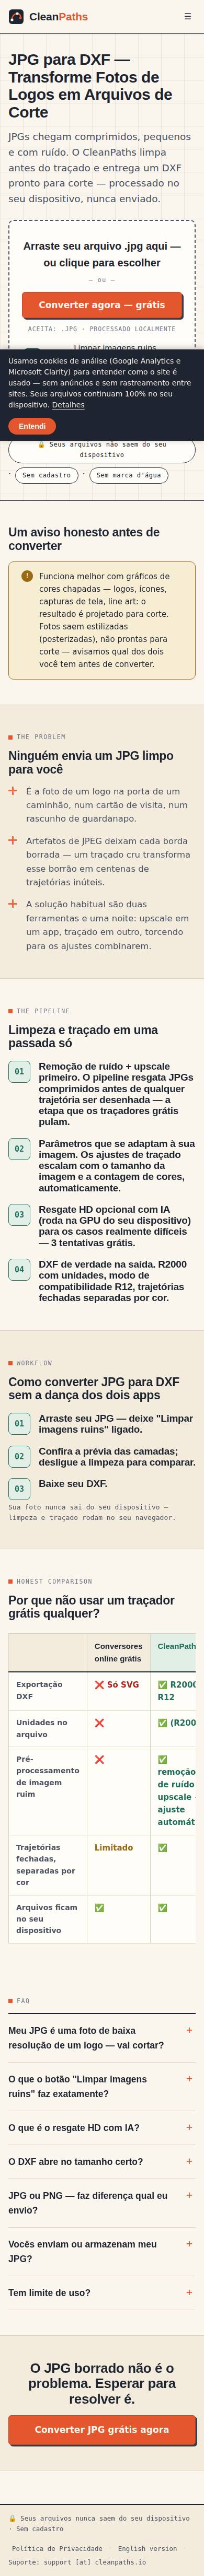 CleanPaths
☰
JPG para DXF —
Transforme Fotos de
Logos em Arquivos de
Corte
JPGs chegam comprimidos, pequenos
e com ruído. O CleanPaths limpa
antes do traçado e entrega um DXF
pronto para corte — processado no
seu dispositivo, nunca enviado.
Arraste seu arquivo .jpg aqui —
ou clique para escolher
— ou —
Converter agora — grátis
ACEITA: .JPG · PROCESSADO LOCALMENTE
Limpar imagens ruins
Usamos cookies de análise (Google Analytics e
Microsoft Clarity) para entender como o site é
usado — sem anúncios e sem rastreamento entre
sites. Seus arquivos continuam 100% no seu
dispositivo. Detalhes
Entendi
🔒 Seus arquivos não saem do seu
dispositivo
· Sem cadastro · Sem marca d'água
Um aviso honesto antes de
converter
! Funciona melhor com gráficos de
cores chapadas — logos, ícones,
capturas de tela, line art: o
resultado é projetado para corte.
Fotos saem estilizadas
(posterizadas), não prontas para
corte — avisamos qual dos dois
você tem antes de converter.
THE PROBLEM
Ninguém envia um JPG limpo
para você
+ É a foto de um logo na porta de um
caminhão, num cartão de visita, num
rascunho de guardanapo.
+ Artefatos de JPEG deixam cada borda
borrada — um traçado cru transforma
esse borrão em centenas de
trajetórias inúteis.
+ A solução habitual são duas
ferramentas e uma noite: upscale em
um app, traçado em outro, torcendo
para os ajustes combinarem.
THE PIPELINE
Limpeza e traçado em uma
passada só
01 Remoção de ruído + upscale
primeiro. O pipeline resgata JPGs
comprimidos antes de qualquer
trajetória ser desenhada — a
etapa que os traçadores grátis
pulam.
02 Parâmetros que se adaptam à sua
imagem. Os ajustes de traçado
escalam com o tamanho da
imagem e a contagem de cores,
automaticamente.
03 Resgate HD opcional com IA
(roda na GPU do seu dispositivo)
para os casos realmente difíceis
— 3 tentativas grátis.
04 DXF de verdade na saída. R2000
com unidades, modo de
compatibilidade R12, trajetórias
fechadas separadas por cor.
WORKFLOW
Como converter JPG para DXF
sem a dança dos dois apps
01 Arraste seu JPG — deixe "Limpar
imagens ruins" ligado.
02 Confira a prévia das camadas;
desligue a limpeza para comparar.
03 Baixe seu DXF.
Sua foto nunca sai do seu dispositivo —
limpeza e traçado rodam no seu navegador.
HONEST COMPARISON
Por que não usar um traçador
grátis qualquer?
Conversores
online grátis
CleanPath
Exportação
DXF
❌ Só SVG
✅ R2000
R12
Unidades no
arquivo
❌
✅ (R200
Pré-
processamento
de imagem
ruim
❌
✅
remoção
de ruído
upscale
ajuste
automát
Trajetórias
fechadas,
separadas por
cor
Limitado
✅
Arquivos ficam
no seu
dispositivo
✅
✅
FAQ
Meu JPG é uma foto de baixa
resolução de um logo — vai cortar? +
O que o botão "Limpar imagens
ruins" faz exatamente? +
O que é o resgate HD com IA? +
O DXF abre no tamanho certo? +
JPG ou PNG — faz diferença qual eu
envio? +
Vocês enviam ou armazenam meu
JPG? +
Tem limite de uso? +
O JPG borrado não é o
problema. Esperar para
resolver é.
Converter JPG grátis agora
🔒 Seus arquivos nunca saem do seu dispositivo
· Sem cadastro
Política de Privacidade English version
Suporte: support [at] cleanpaths.io